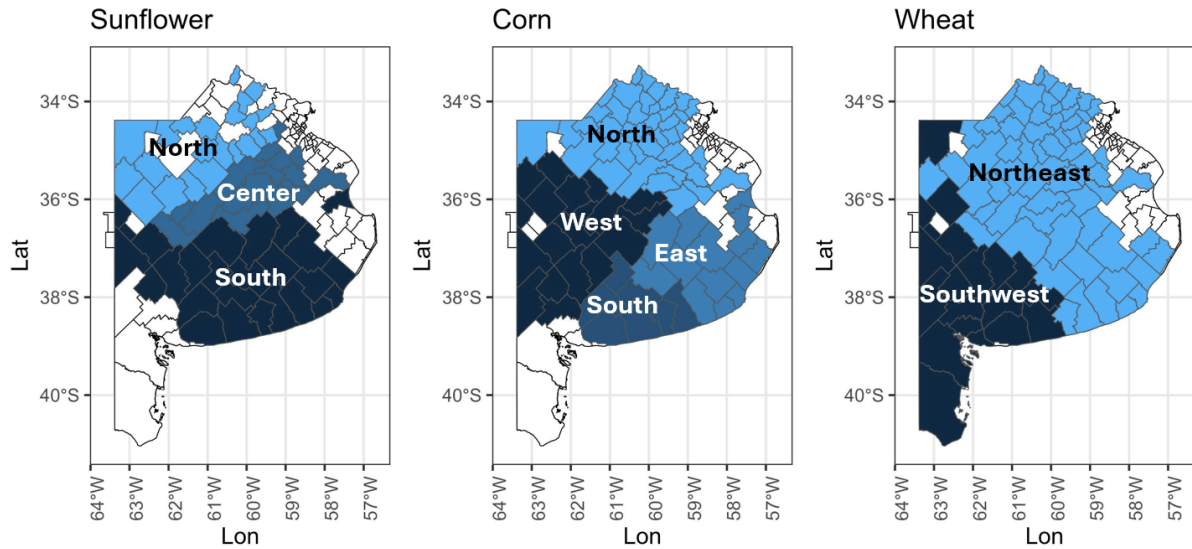 Sunflower
Corn
Wheat
34°S
36°S
38°S
40°S
Lat
North
Center
South
64°W
63°W
62°W
61°W
60°W
59°W
58°W
57°W
Lon
34°S
36°S
38°S
40°S
Lat
North
West
East
South
64°W
63°W
62°W
61°W
60°W
59°W
58°W
57°W
Lon
34°S
36°S
38°S
40°S
Lat
Northeast
Southwest
64°W
63°W
62°W
61°W
60°W
59°W
58°W
57°W
Lon